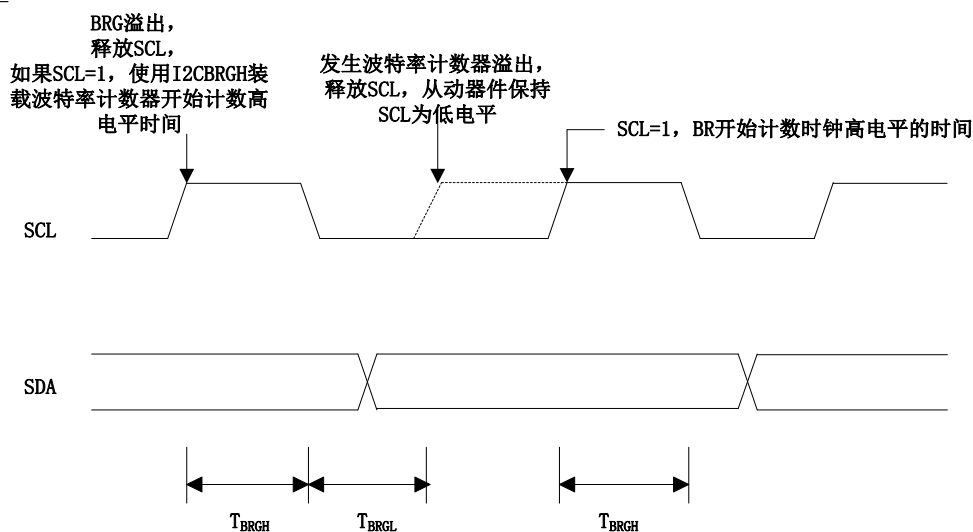 BRG溢出，
释放SCL，
如果SCL=1，使用I2CBRGH装
载波特率计数器开始计数高
电平时间
发生波特率计数器溢出，
释放SCL，从动器件保持
SCL为低电平
SCL=1，BR开始计数时钟高电平的时间
SCL
SDA
TBRGH
TBRGL
TBRGH